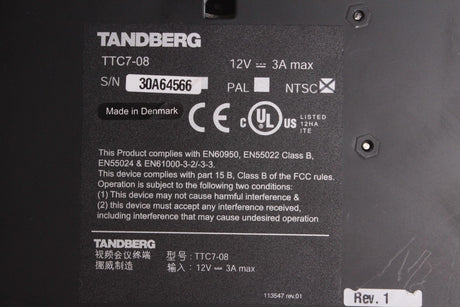 TANDBERG
TTC7-08 12V ⎓ 3A max
S/N 30A64566 PAL NTSC
Made in Denmark CE c UL US LISTED
12HA
ITE
This Product complies with EN60950, EN55022 Class B,
EN55024 & EN61000-3-2/-3-3.
This device complies with part 15 B, Class B of the FCC rules.
Operation is subject to the following two conditions:
(1) This device may not cause harmful interference &
(2) this device must accept any interference received,
including interference that may cause undesired operation
TANDBERG
视频会议终端 型号: TTC7-08
挪威制造 输入: 12V ⎓ 3A max
113547 rev.01
Rev. 1